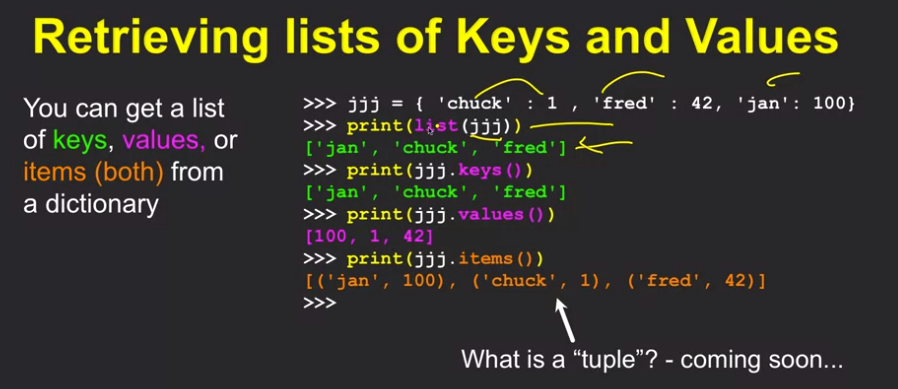 Retrieving lists of Keys and Values
You can get a list
of keys, values, or
items (both) from
a dictionary
>>> jjj = { 'chuck' : 1 , 'fred' : 42, 'jan': 100}
>>> print(list(jjj))
['jan', 'chuck', 'fred']
>>> print(jjj.keys())
['jan', 'chuck', 'fred']
>>> print(jjj.values())
[100, 1, 42]
>>> print(jjj.items())
[('jan', 100), ('chuck', 1), ('fred', 42)]
>>>
What is a “tuple”? - coming soon...